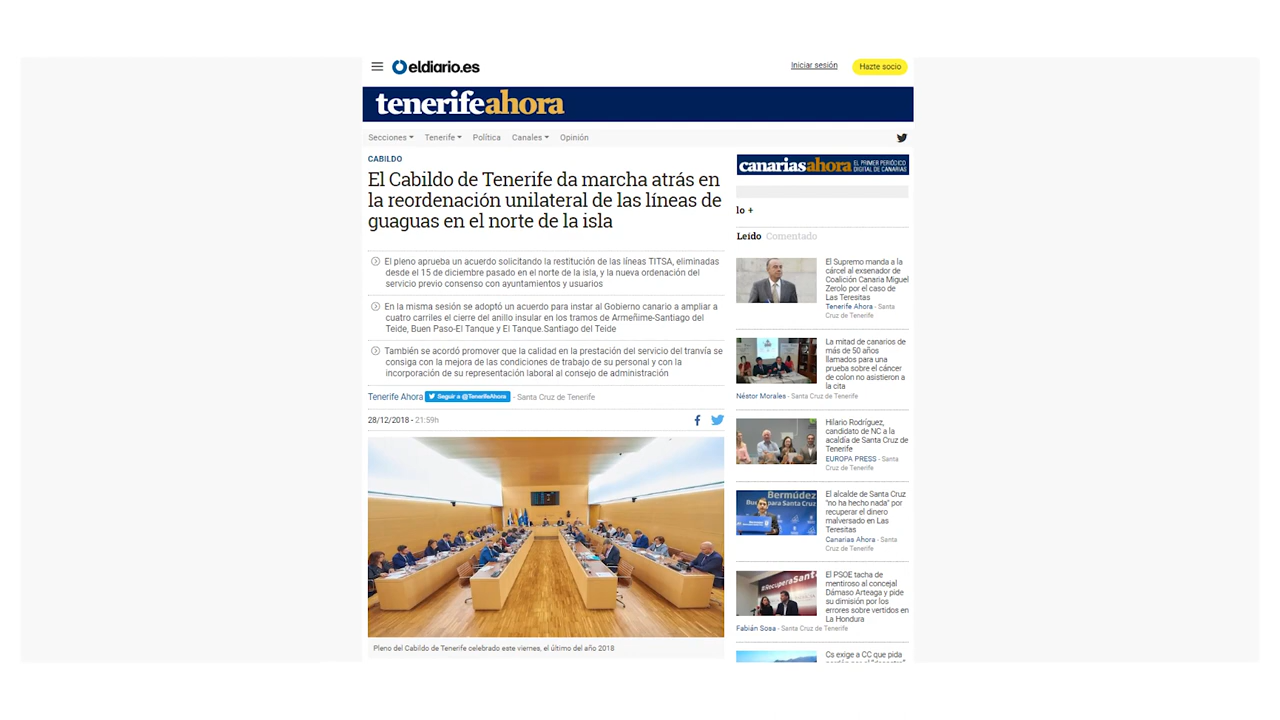 eldiario.es
Iniciar sesión
Hazte socio
tenerifeahora
Secciones
Tenerife
Política
Canales
Opinión
CABILDO
El Cabildo de Tenerife da marcha atrás en
la reordenación unilateral de las líneas de
guaguas en el norte de la isla
El pleno aprueba un acuerdo solicitando la restitución de las líneas TITSA, eliminadas
desde el 15 de diciembre pasado en el norte de la isla, y la nueva ordenación del
servicio previo consenso con ayuntamientos y usuarios
En la misma sesión se adoptó un acuerdo para instar al Gobierno canario a ampliar a
cuatro carriles el cierre del anillo insular en los tramos de Armeñime-Santiago del
Teide, Buen Paso-El Tanque y El Tanque.Santiago del Teide
También se acordó promover que la calidad en la prestación del servicio del tranvía se
consiga con la mejora de las condiciones de trabajo de su personal y con la
incorporación de su representación laboral al consejo de administración
Tenerife Ahora Seguir a @TenerifeAhora - Santa Cruz de Tenerife
28/12/2018 - 21:59h
Pleno del Cabildo de Tenerife celebrado este viernes, el último del año 2018
canariasahora EL PRIMER PERIÓDICO
DIGITAL DE CANARIAS
lo +
Leído Comentado
El Supremo manda a la
cárcel al exsenador de
Coalición Canaria Miguel
Zerolo por el caso de
Las Teresitas
Tenerife Ahora - Santa
Cruz de Tenerife
La mitad de canarios de
más de 50 años
llamados para una
prueba sobre el cáncer
de colon no asistieron a
la cita
Néstor Morales - Santa Cruz de Tenerife
Hilario Rodríguez,
candidato de NC a la
acaldía de Santa Cruz de
Tenerife
EUROPA PRESS - Santa
Cruz de Tenerife
Bermúdez
para Santa Cruz
El alcalde de Santa Cruz
"no ha hecho nada" por
recuperar el dinero
malversado en Las
Teresitas
Canarias Ahora - Santa
Cruz de Tenerife
#RecuperaSanta
El PSOE tacha de
mentiroso al concejal
Dámaso Arteaga y pide
su dimisión por los
errores sobre vertidos en
La Hondura
Fabián Sosa - Santa Cruz de Tenerife
Cs exige a CC que pida